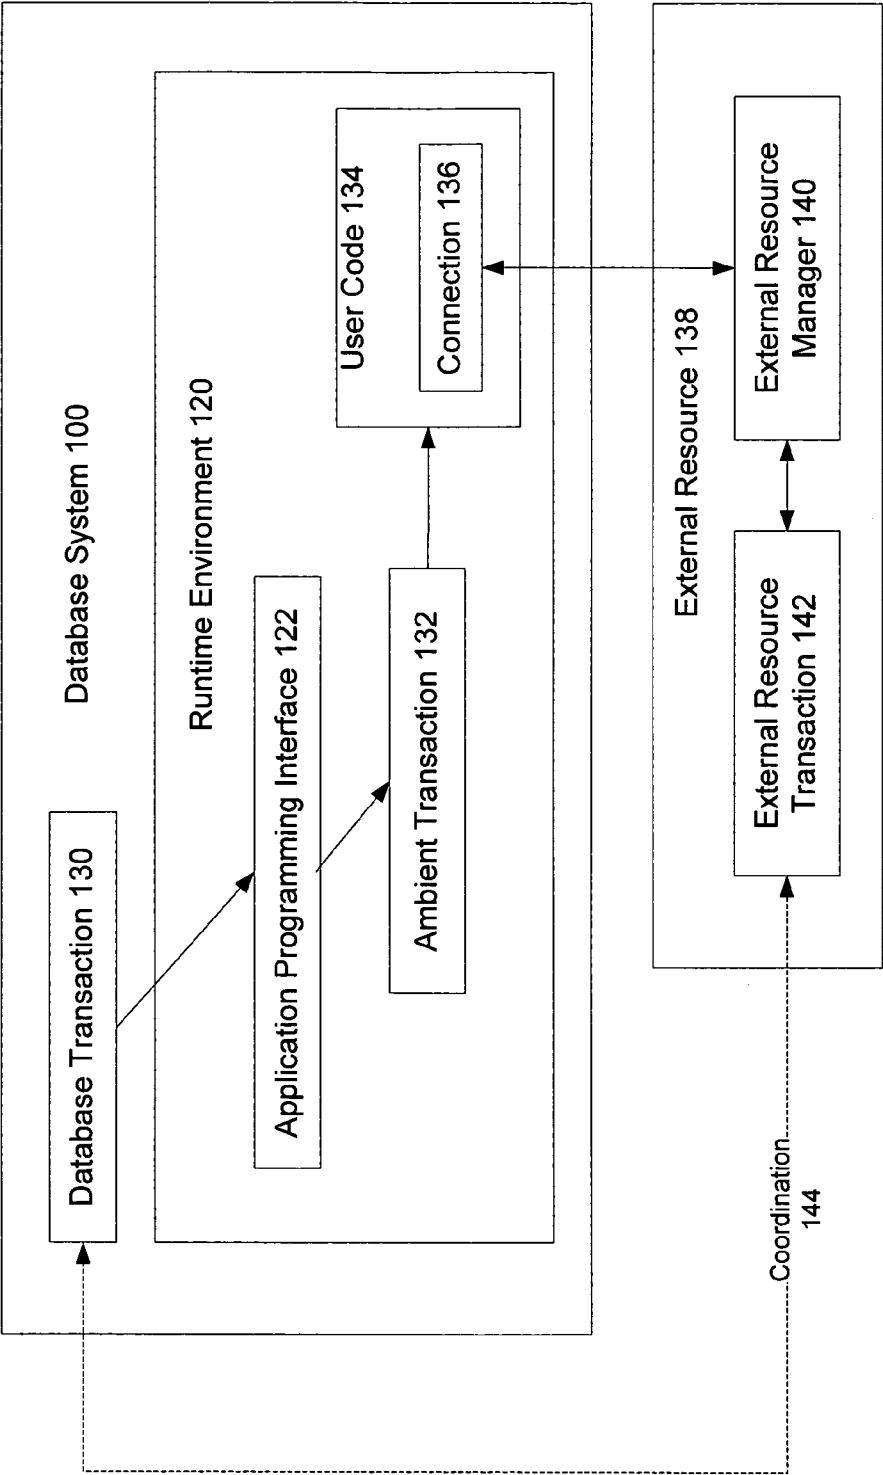 Database System 100
Database Transaction 130
Runtime Environment 120
Application Programming Interface 122
Ambient Transaction 132
User Code 134
Connection 136
External Resource 138
External Resource
Transaction 142
External Resource
Manager 140
Coordination
144